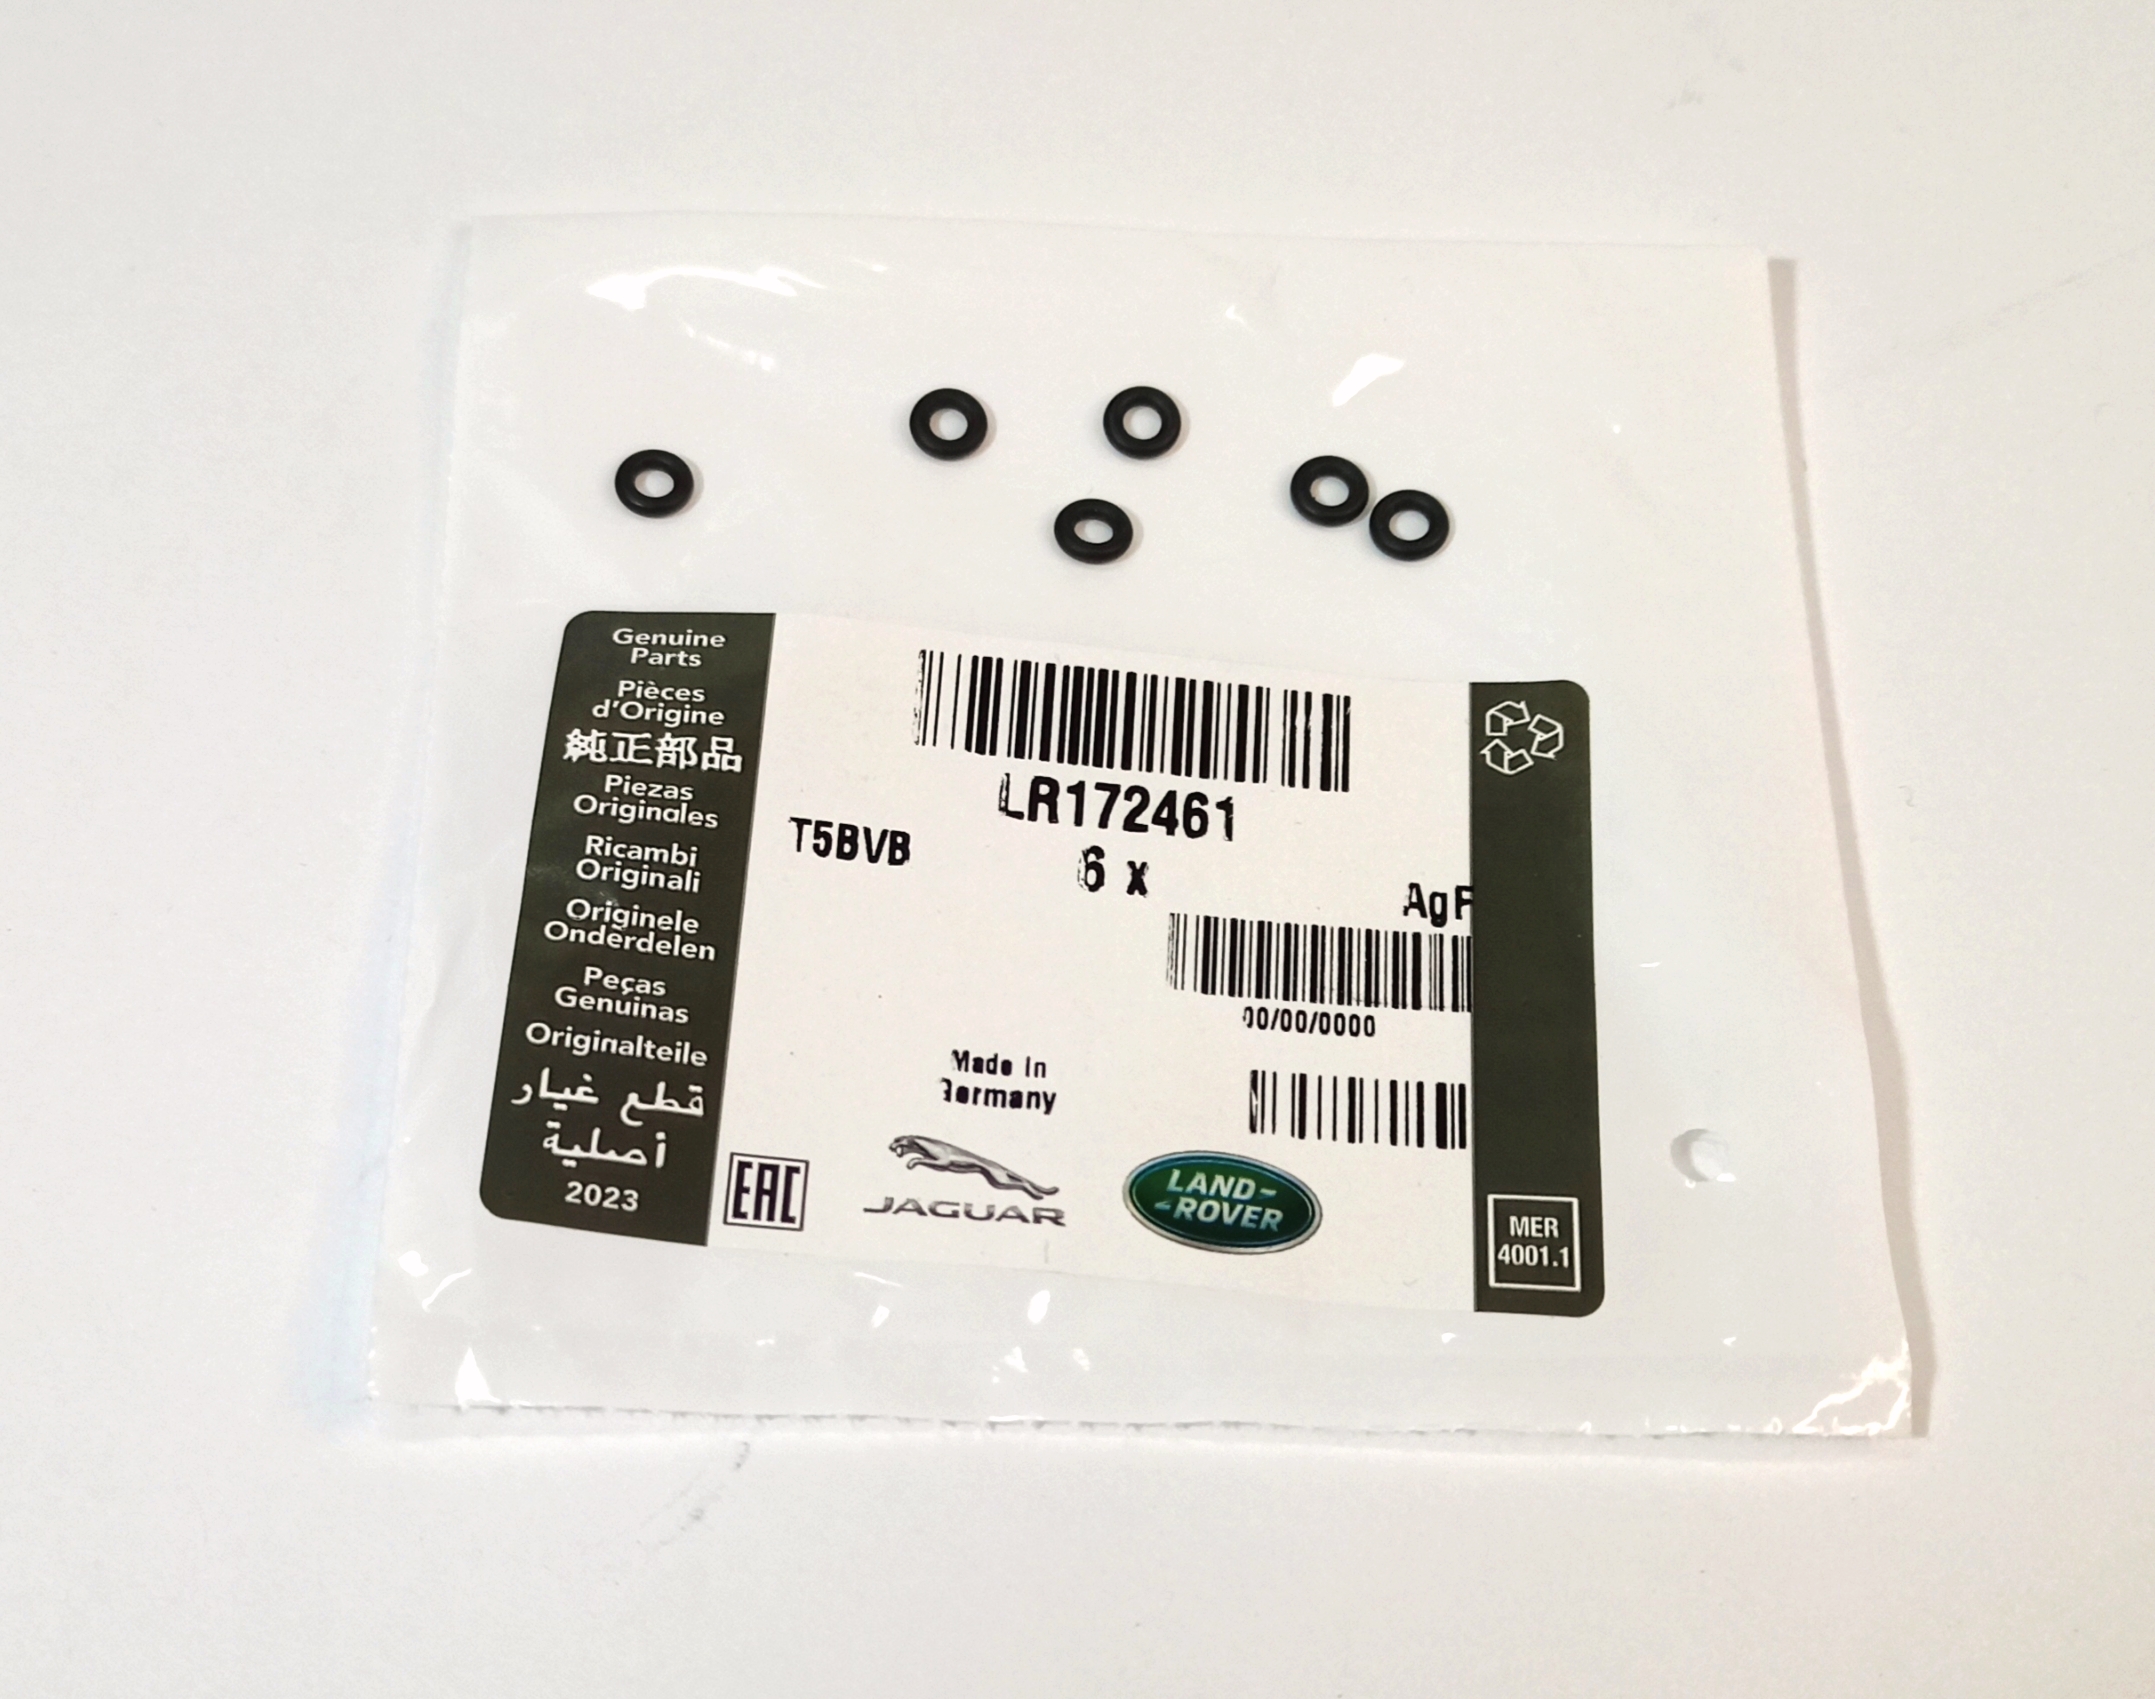 Genuine
Parts
Pièces
d'Origine
純正部品
Piezas
Originales
Ricambi
Originali
Originele
Onderdelen
Peças
Genuinas
Originalteile
قطع غيار
أصلية
2023
LR172461
T5BVB
6 x
AgF
00/00/0000
Made In
Germany
EAC
JAGUAR
LAND-
-ROVER
MER
4001.1